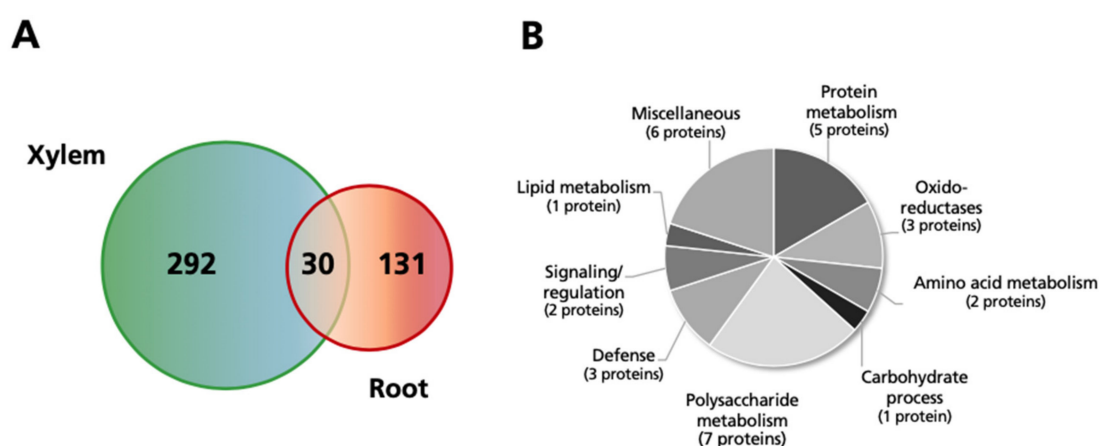 A
Xylem
292
30
131
Root
B
Protein
metabolism
(5 proteins)
Oxido-
reductases
(3 proteins)
Amino acid metabolism
(2 proteins)
Carbohydrate
process
(1 protein)
Polysaccharide
metabolism
(7 proteins)
Defense
(3 proteins)
Signaling/
regulation
(2 proteins)
Lipid metabolism
(1 protein)
Miscellaneous
(6 proteins)